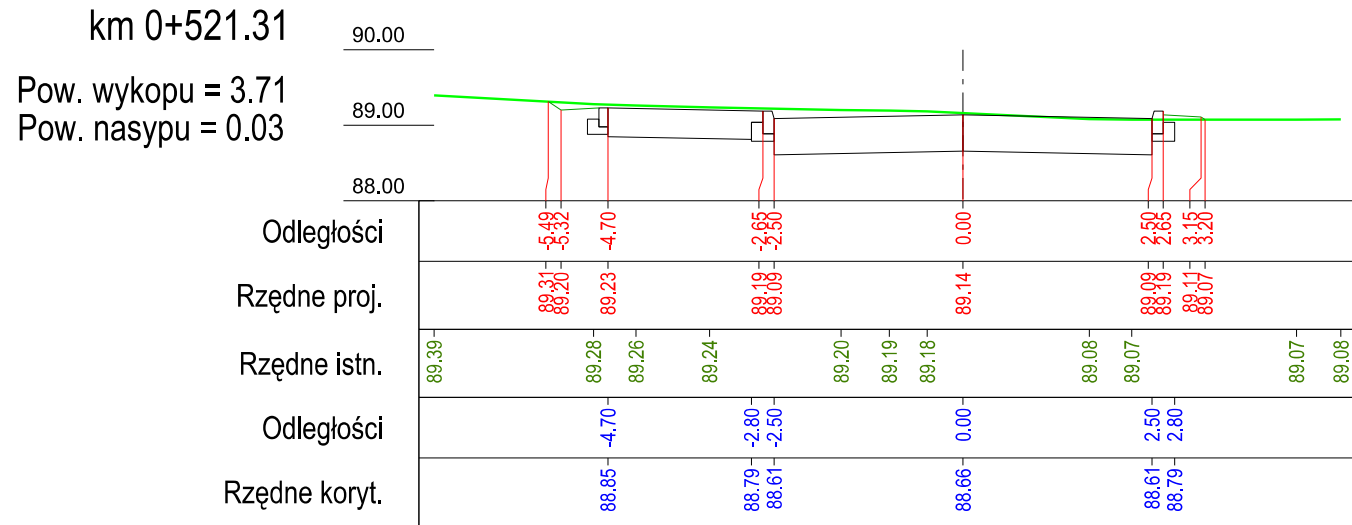 km 0+521.31
Pow. wykopu = 3.71
Pow. nasypu = 0.03
90.00
89.00
88.00
Odległości
-5.49 -5.32 -4.70 -2.65 -2.50 0.00 2.50 2.65 3.15 3.20
Rzędne proj.
89.31 89.20 89.23 89.19 89.09 89.14 89.09 89.19 89.11 89.07
Rzędne istn.
89.39 89.28 89.26 89.24 89.20 89.19 89.18 89.08 89.07 89.07 89.08
Odległości
-4.70 -2.80 -2.50 0.00 2.50 2.80
Rzędne koryt.
88.85 88.79 88.61 88.66 88.61 88.79